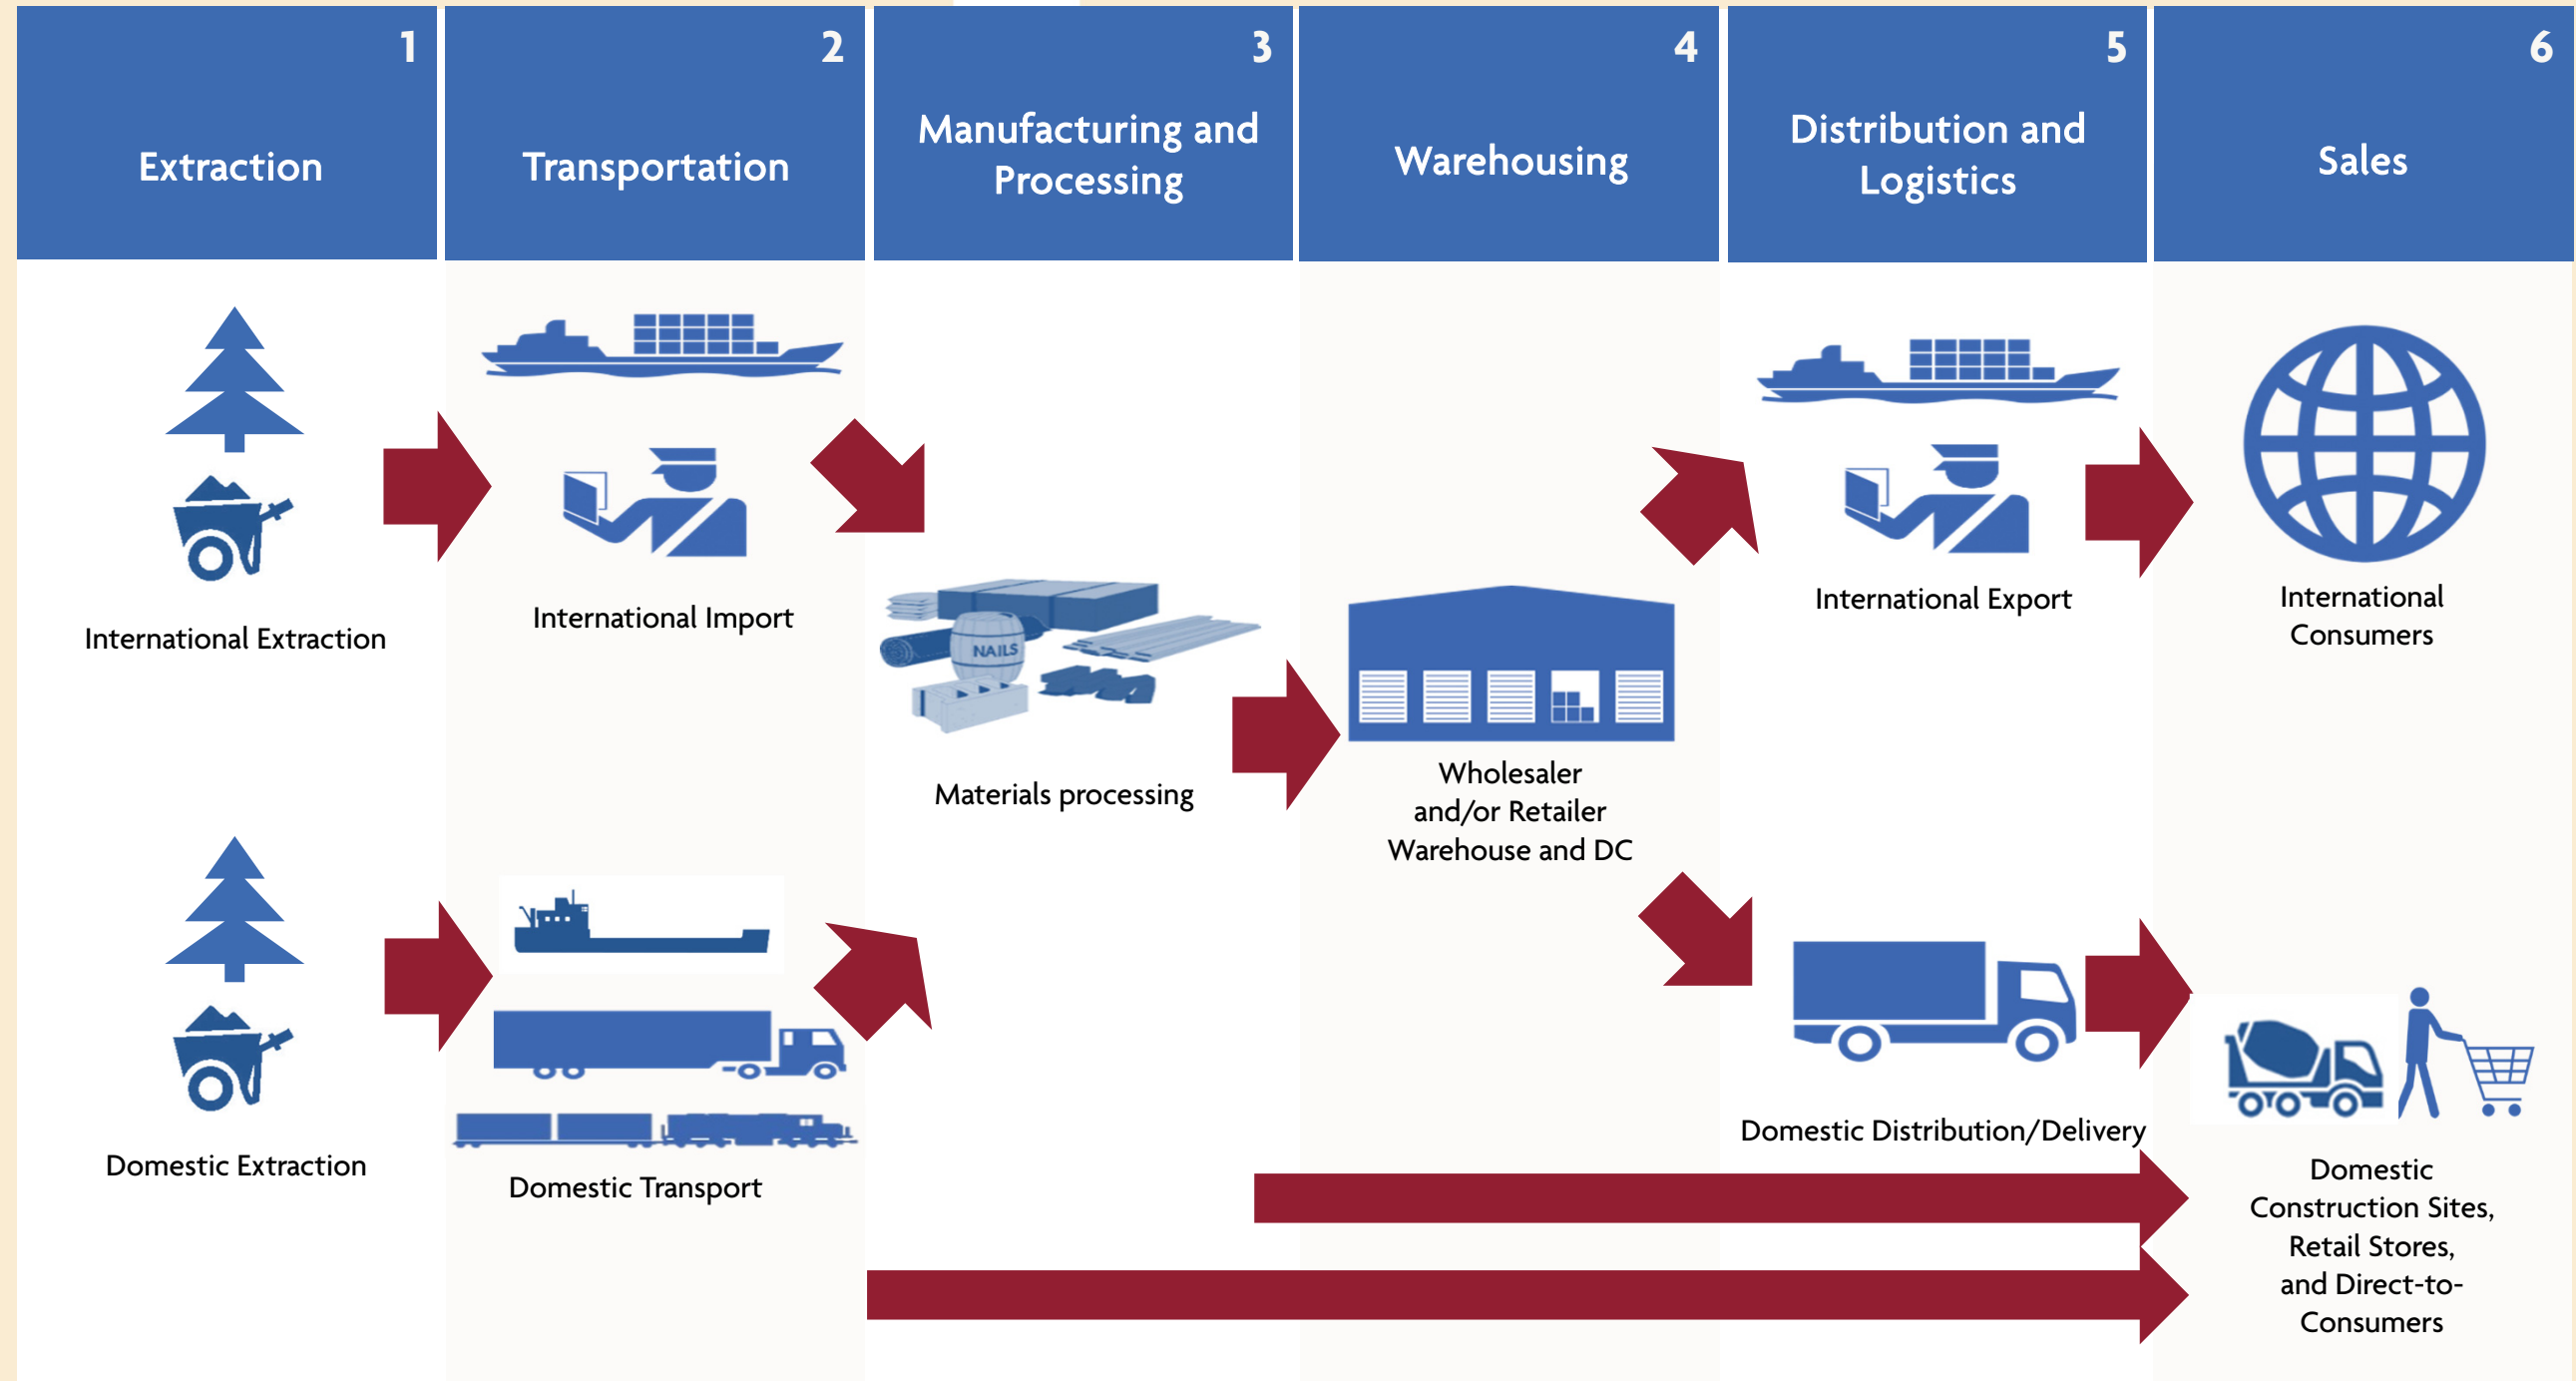 1
Extraction
2
Transportation
3
Manufacturing and
Processing
4
Warehousing
5
Distribution and
Logistics
6
Sales
International Extraction
International Import
NAILS
Materials processing
Wholesaler
and/or Retailer
Warehouse and DC
International Export
International
Consumers
Domestic Extraction
Domestic Transport
Domestic Distribution/Delivery
Domestic
Construction Sites,
Retail Stores,
and Direct-to-
Consumers